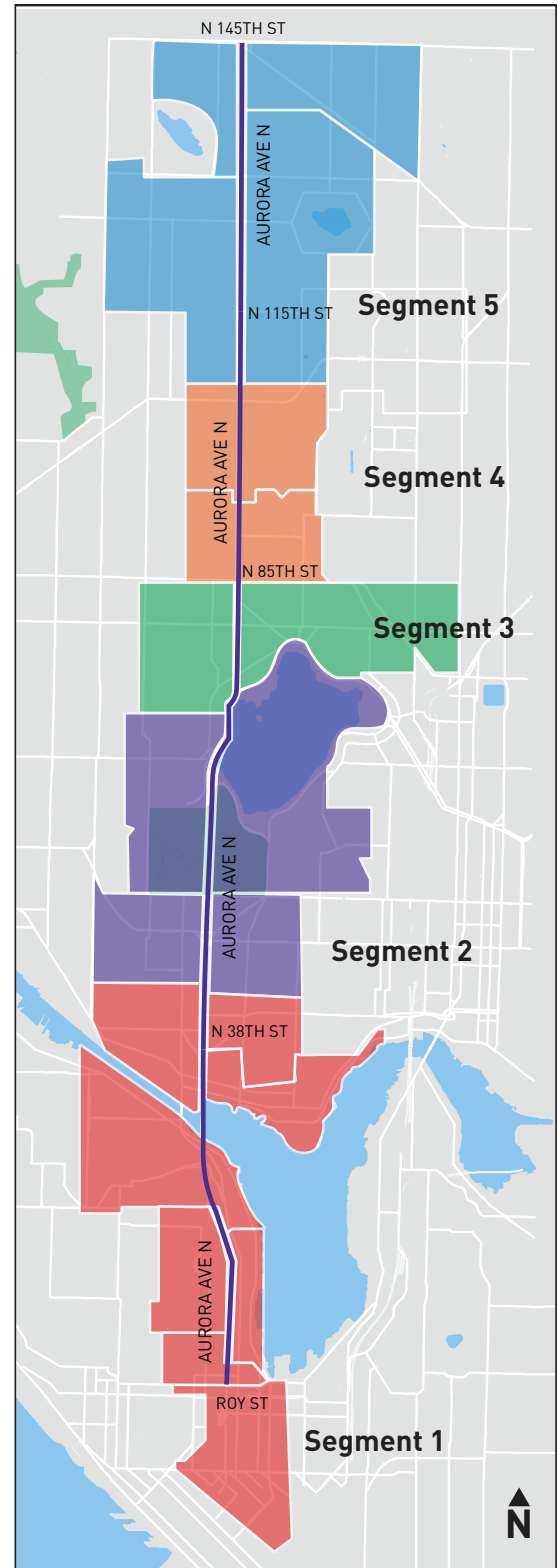 N 145TH ST
AURORA AVE N
Segment 5
N 115TH ST
AURORA AVE N
Segment 4
N 85TH ST
Segment 3
AURORA AVE N
Segment 2
N 38TH ST
AURORA AVE N
ROY ST
Segment 1
N